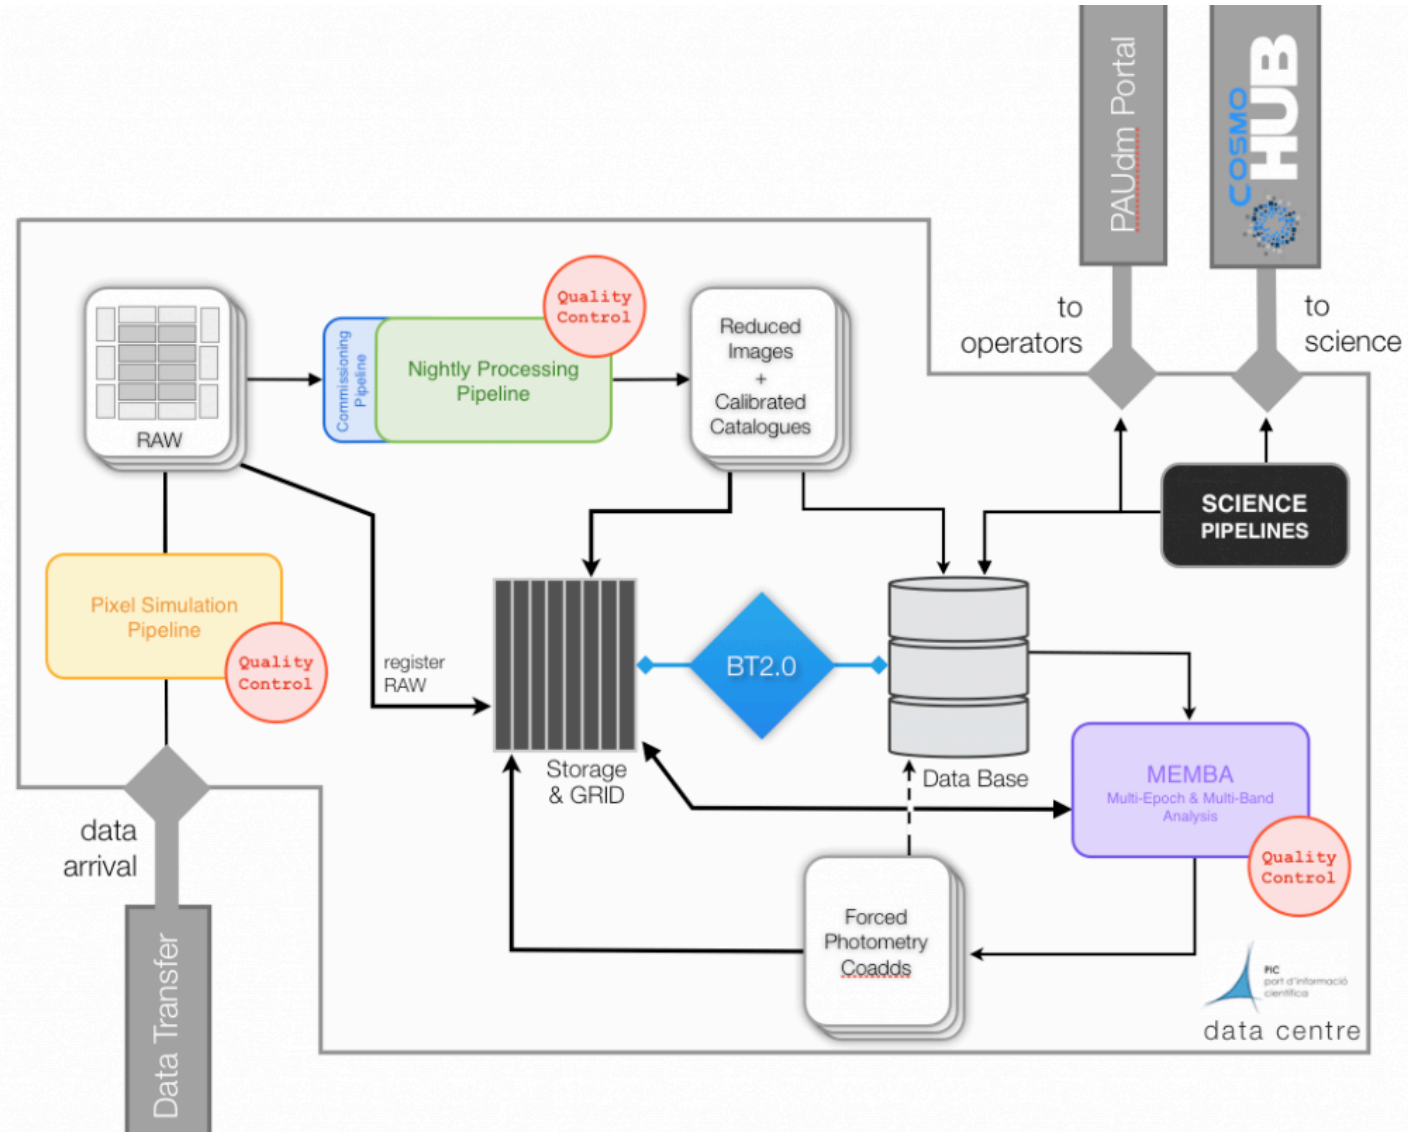 PAUdm Portal
COSMO
HUB
to
operators
to
science
RAW
Commissioning
Pipeline
Nightly Processing
Pipeline
Quality
Control
Reduced
Images
+
Calibrated
Catalogues
SCIENCE
PIPELINES
Pixel Simulation
Pipeline
Quality
Control
register
RAW
BT2.0
Storage
& GRID
Data Base
MEMBA
Multi-Epoch & Multi-Band
Analysis
Quality
Control
data
arrival
Data Transfer
Forced
Photometry
Coadds
PIC
port d'informació
científica
data centre